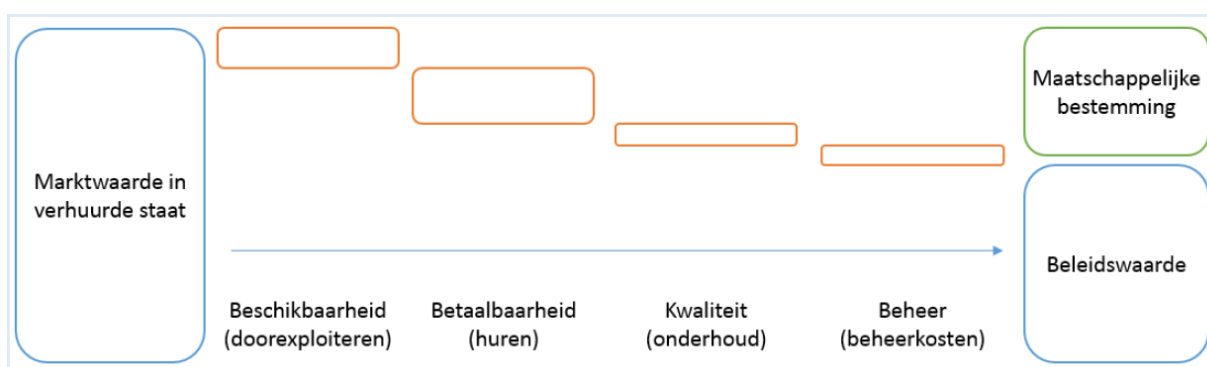 Marktwaarde in
verhuurde staat
Beschikbaarheid
(doorexploiteren)
Betaalbaarheid
(huren)
Kwaliteit
(onderhoud)
Beheer
(beheerkosten)
Maatschappelijke
bestemming
Beleidswaarde